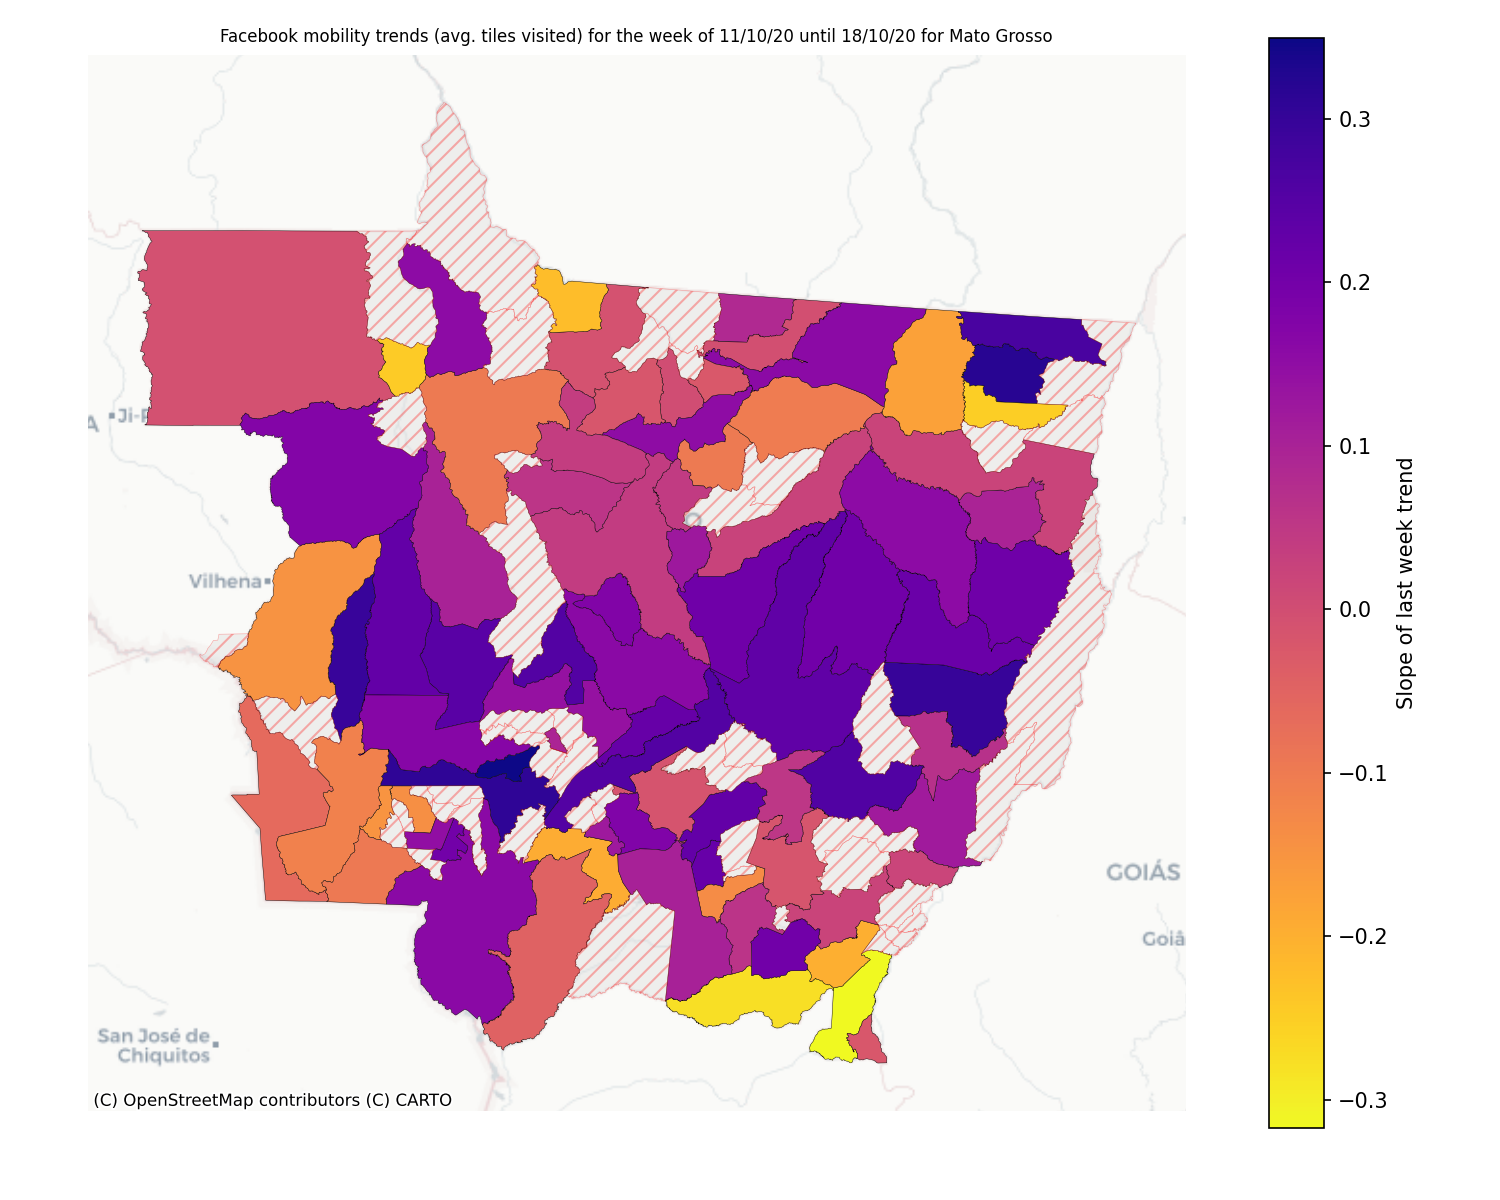 Facebook mobility trends (avg. tiles visited) for the week of 11/10/20 until 18/10/20 for Mato Grosso
0.3
0.2
0.1
0.0
−0.1
−0.2
−0.3
Slope of last week trend
Vilhena
GOIÁS
San José de
Chiquitos
(C) OpenStreetMap contributors (C) CARTO